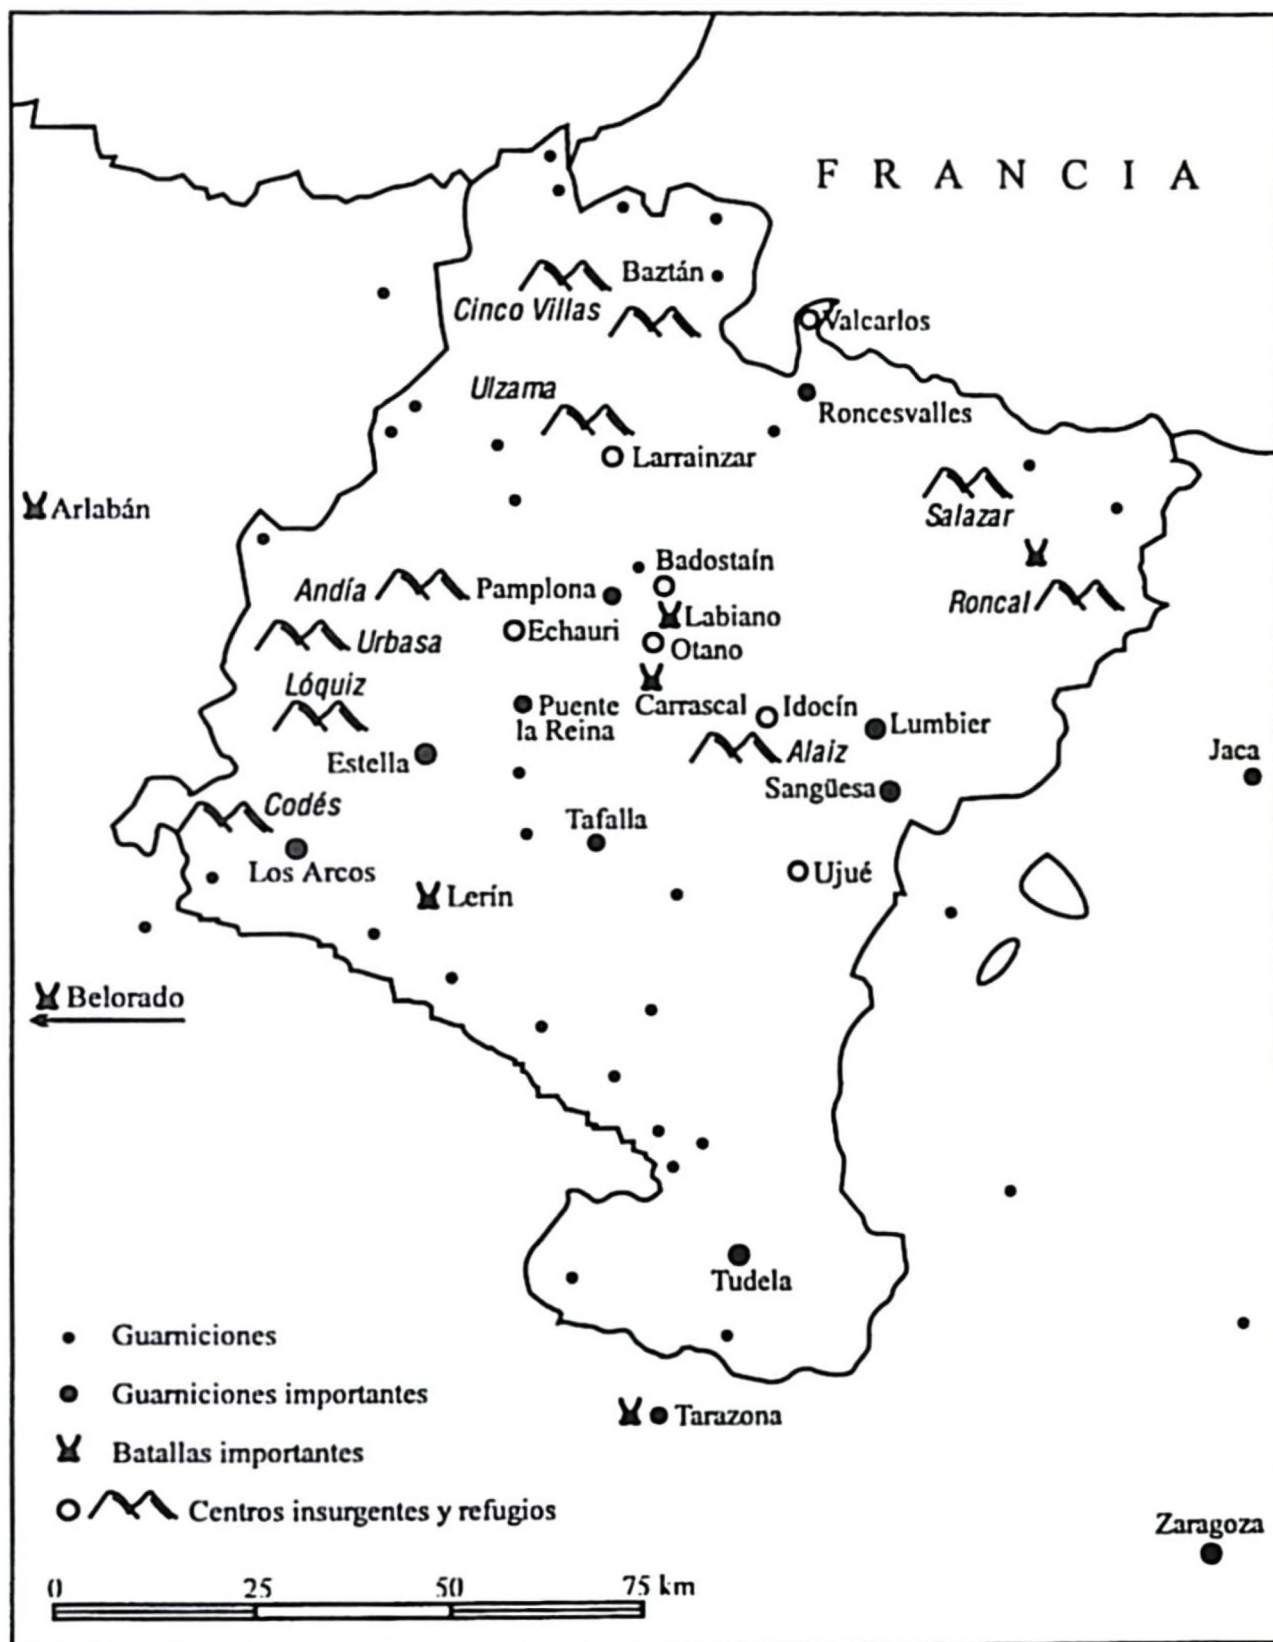 F R A N C I A
Baztán
Cinco Villas
Valcarlos
Ulzama
Roncesvalles
Larrainzar
Arlabán
Salazar
Badostaín
Andía
Pamplona
Roncal
Labiano
Echauri
Urbasa
Otano
Lóquiz
Puente
la Reina
Carrascal
Idocín
Lumbier
Estella
Alaiz
Jaca
Sangüesa
Codés
Tafalla
Los Arcos
Ujué
Lerín
Belorado
Tudela
Guarniciones
Guarniciones importantes
Tarazona
Batallas importantes
Centros insurgentes y refugios
Zaragoza
0 25 50 75 km